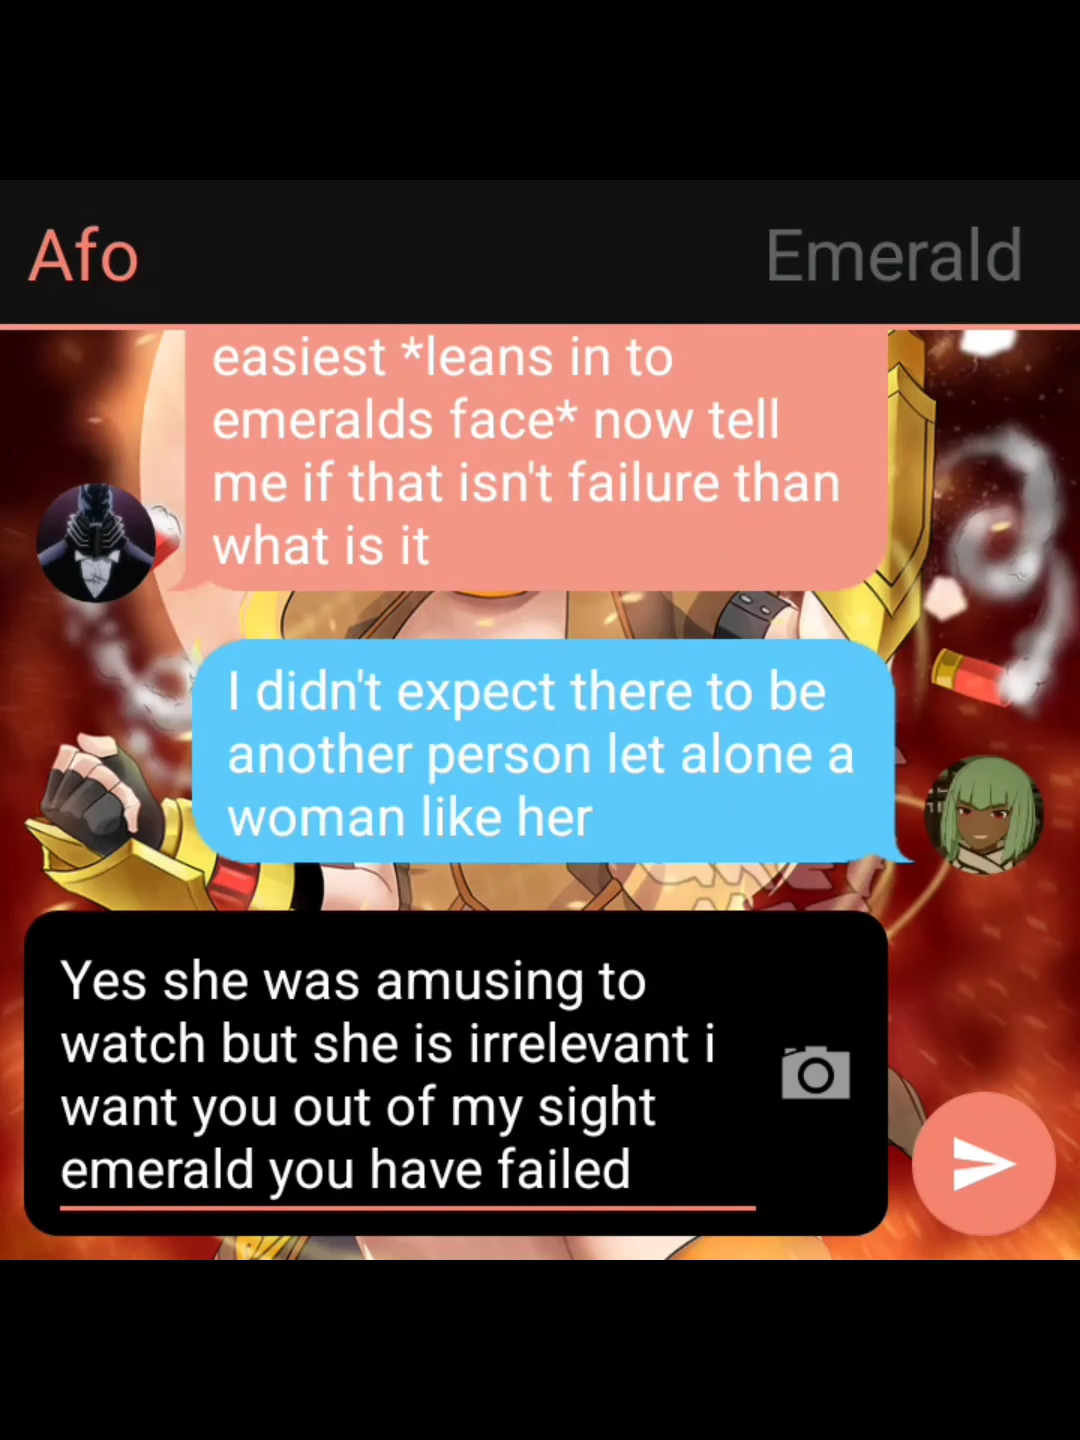 Afo
Emerald
easiest *leans in to
emeralds face* now tell
me if that isn't failure than
what is it
I didn't expect there to be
another person let alone a
woman like her
Yes she was amusing to
watch but she is irrelevant i
want you out of my sight
emerald you have failed